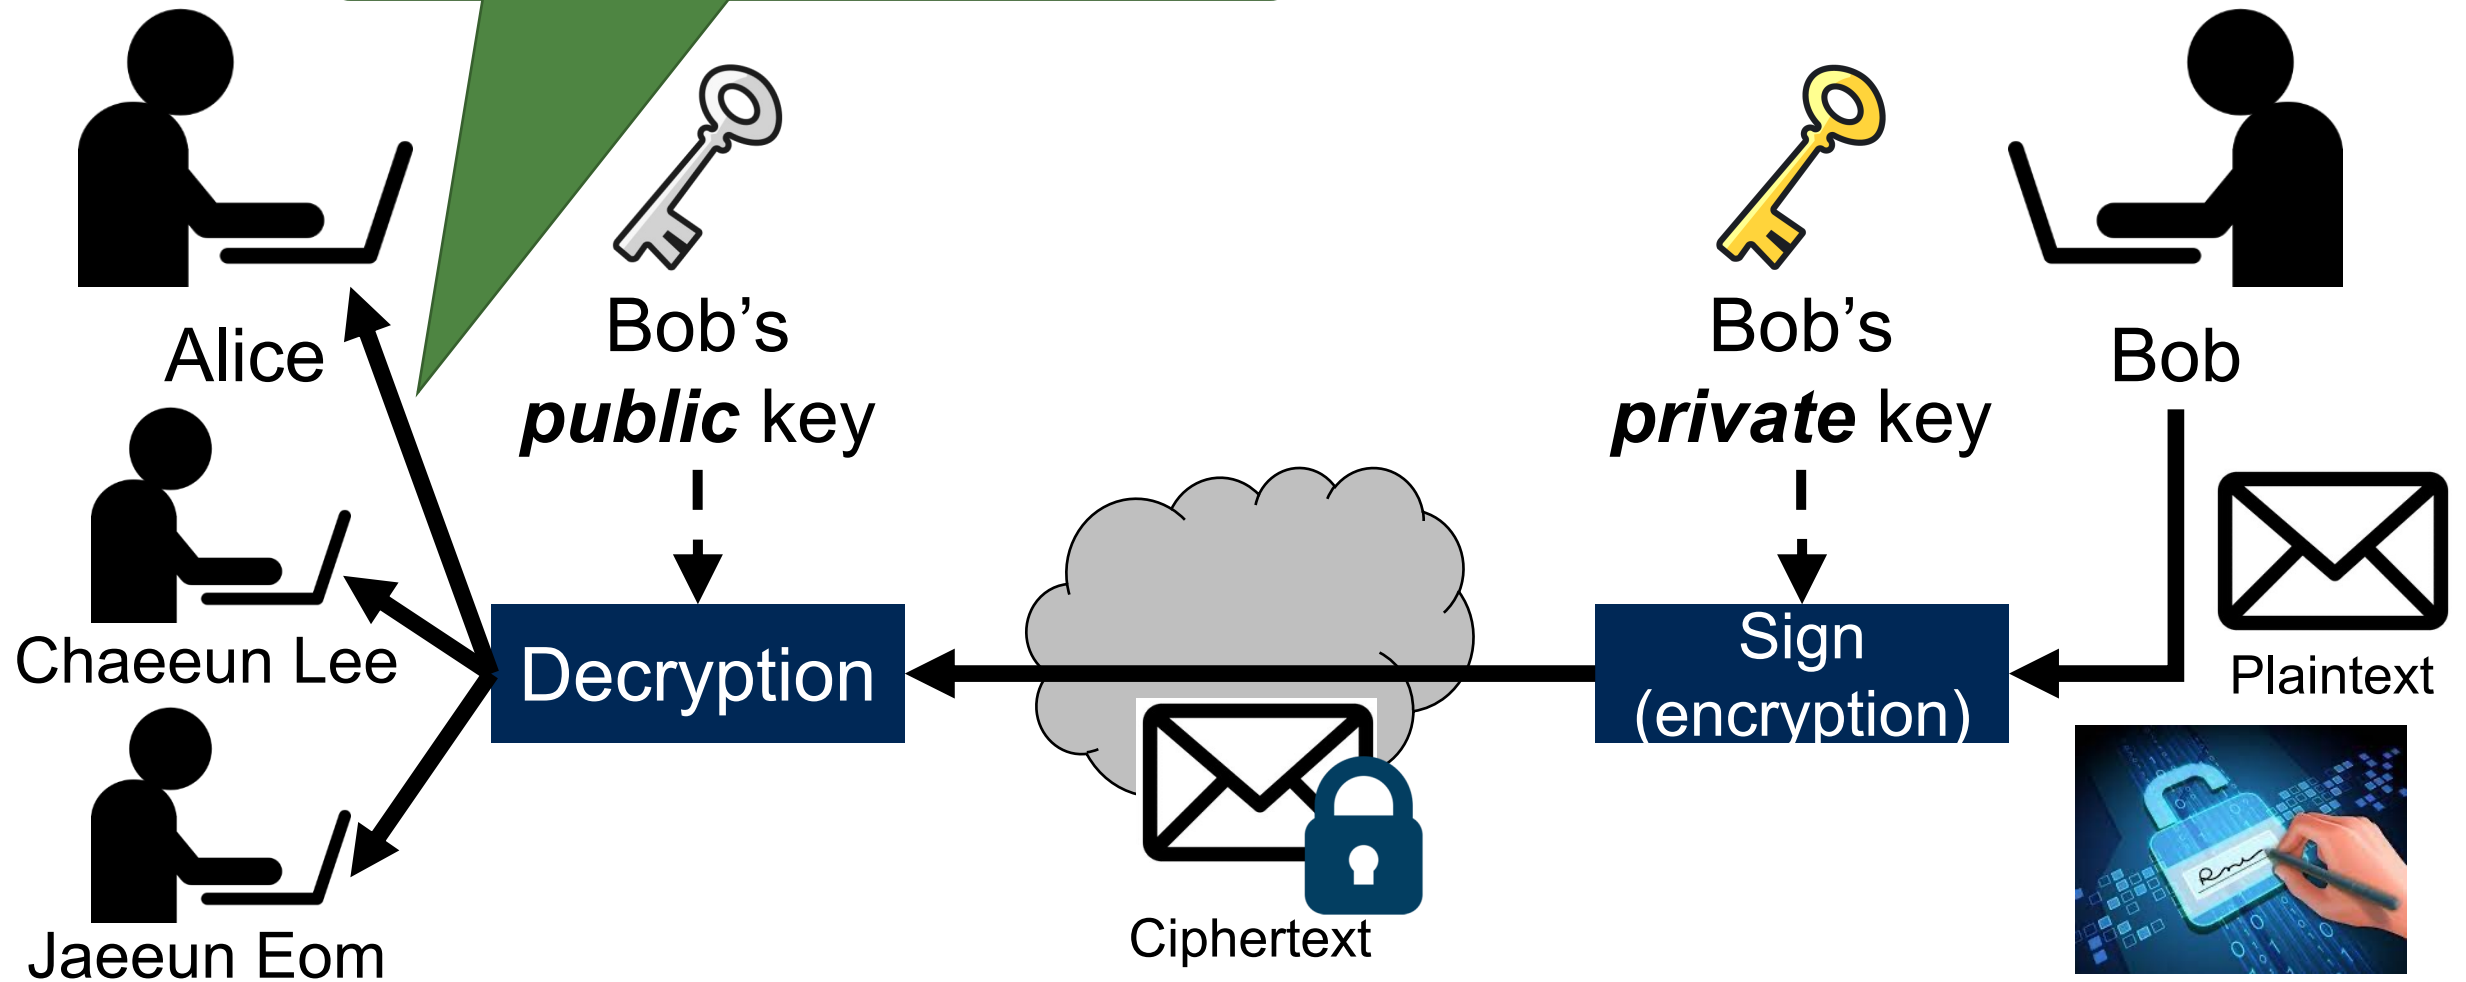 Alice
Bob's
public key
Bob's
private key
Bob
Chaeeun Lee
Decryption
Sign
(encryption)
Plaintext
Jaeeun Eom
Ciphertext